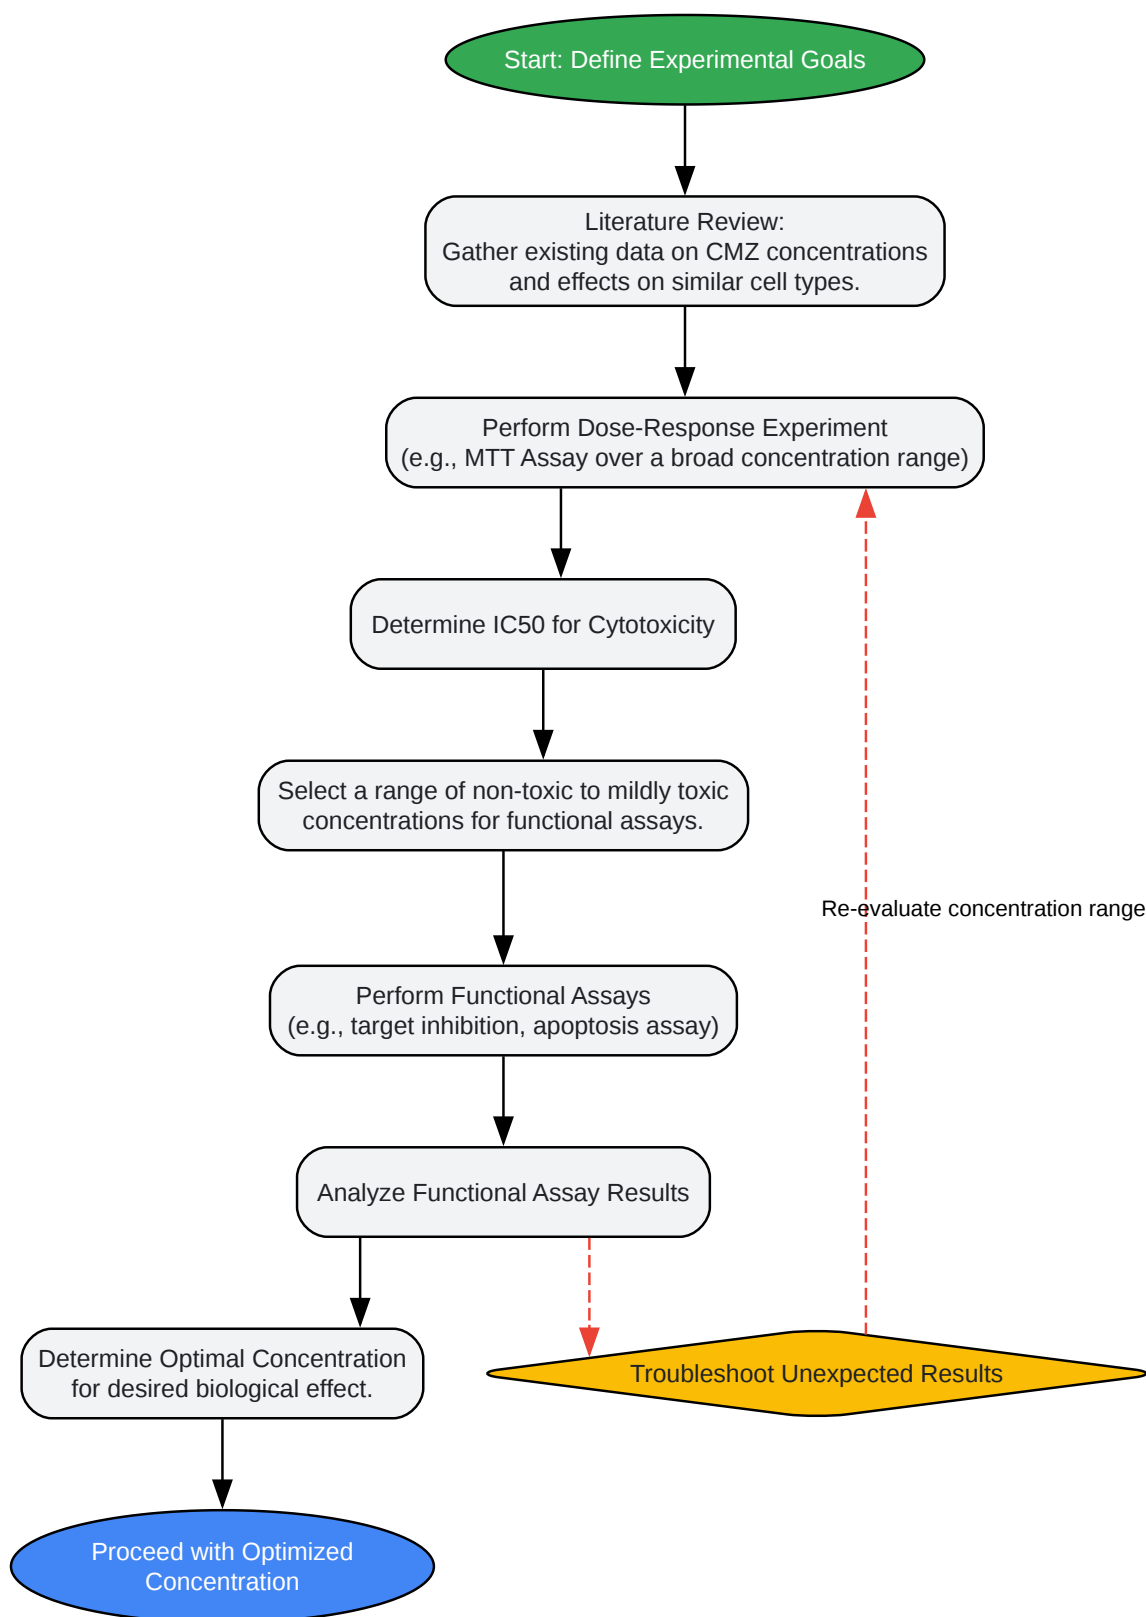 Start: Define Experimental Goals
Literature Review:
Gather existing data on CMZ concentrations
and effects on similar cell types.
Perform Dose-Response Experiment
(e.g., MTT Assay over a broad concentration range)
Determine IC50 for Cytotoxicity
Select a range of non-toxic to mildly toxic
concentrations for functional assays.
Re-evaluate concentration range
Perform Functional Assays
(e.g., target inhibition, apoptosis assay)
Analyze Functional Assay Results
Determine Optimal Concentration
for desired biological effect.
Troubleshoot Unexpected Results
Proceed with Optimized
Concentration